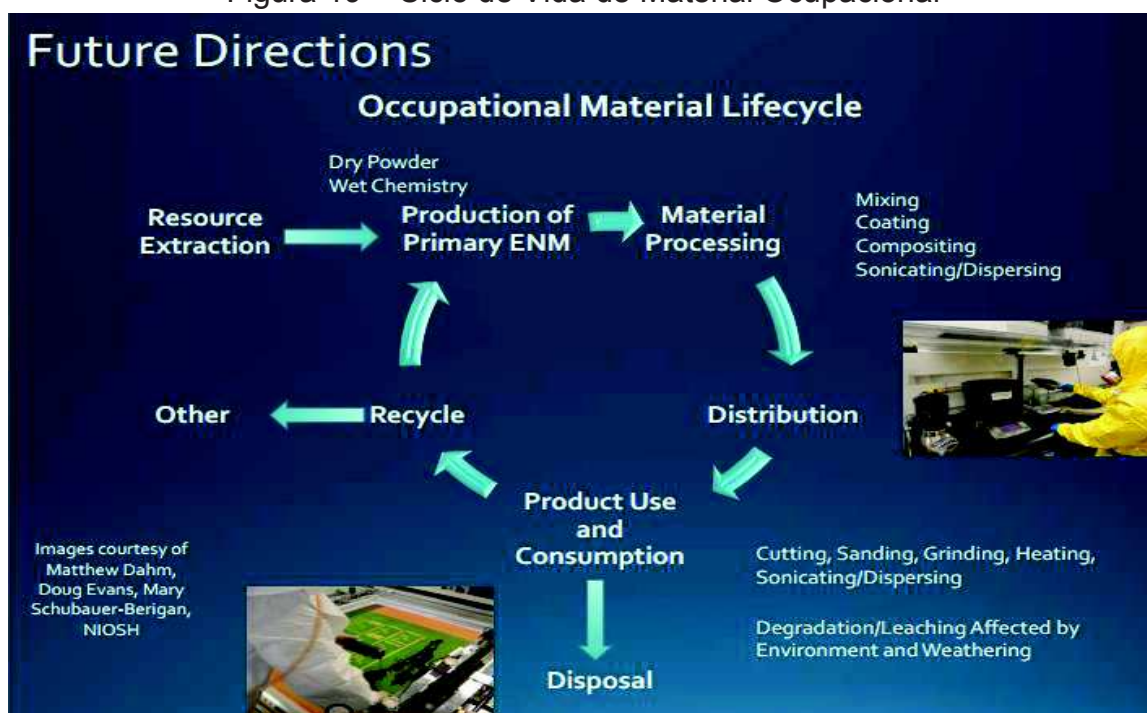 Future Directions
Occupational Material Lifecycle
Dry Powder
Wet Chemistry
Resource
Extraction
Production of
Primary ENM
Material
Processing
Mixing
Coating
Compositing
Sonicating/Dispersing
Other
Recycle
Distribution
Product Use
and
Consumption
Images courtesy of
Matthew Dahm,
Doug Evans, Mary
Schubauer-Berigan,
NIOSH
Cutting, Sanding, Grinding, Heating,
Sonicating/Dispersing
Degradation/Leaching Affected by
Environment and Weathering
Disposal